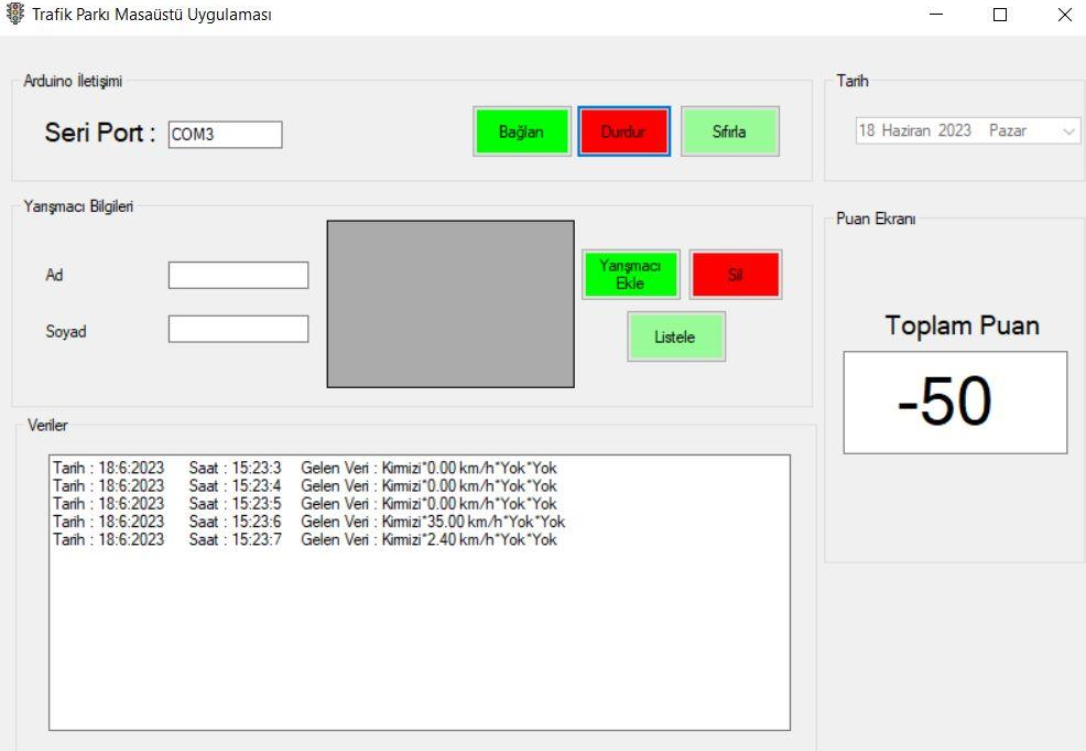 Trafik Parkı Masaüstü Uygulaması
Arduino İletişimi
Seri Port : COM3
Bağlan
Durdur
Sıfırla
Tarih
18 Haziran 2023 Pazar
Yarışmacı Bilgileri
Ad
Soyad
Yarışmacı
Ekle
Sil
Listele
Puan Ekranı
Toplam Puan
-50
Veriler
Tarih : 18:6:2023 Saat : 15:23:3 Gelen Veri : Kirmizi*0.00 km/h*Yok*Yok
Tarih : 18:6:2023 Saat : 15:23:4 Gelen Veri : Kirmizi*0.00 km/h*Yok*Yok
Tarih : 18:6:2023 Saat : 15:23:5 Gelen Veri : Kirmizi*0.00 km/h*Yok*Yok
Tarih : 18:6:2023 Saat : 15:23:6 Gelen Veri : Kirmizi*35.00 km/h*Yok*Yok
Tarih : 18:6:2023 Saat : 15:23:7 Gelen Veri : Kirmizi*2.40 km/h*Yok*Yok